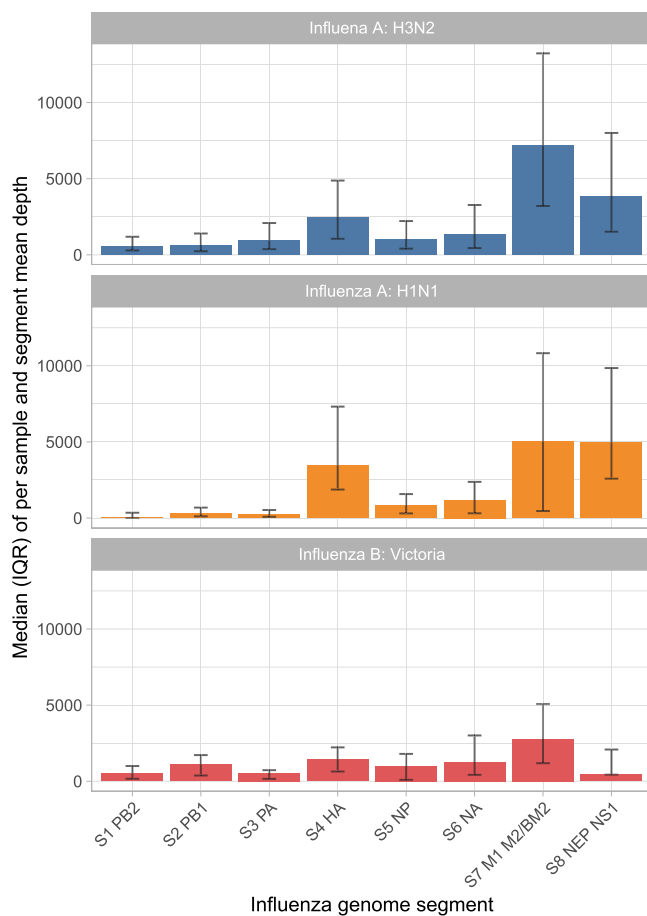 Influena A: H3N2
10000
5000
0
Influenza A: H1N1
10000
5000
0
Influenza B: Victoria
10000
5000
0
Median (IQR) of per sample and segment mean depth
S1 PB2
S2 PB1
S3 PA
S4 HA
S5 NP
S6 NA
S7 M1 M2/BM2
S8 NEP NS1
Influenza genome segment